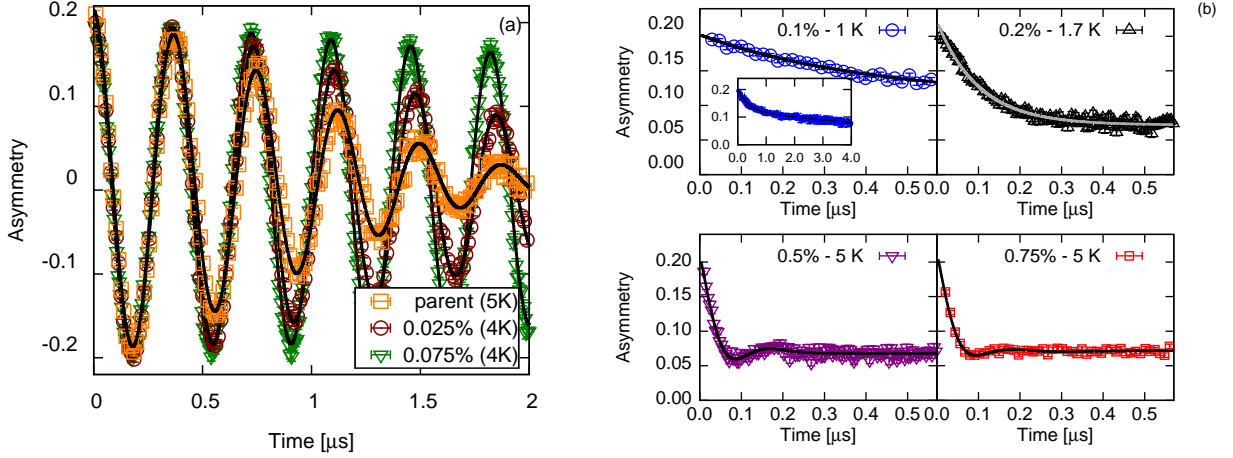 (a)
0.2
0.1
0
-0.1
-0.2
Asymmetry
parent (5K)
0.025% (4K)
0.075% (4K)
0
0.5
1
1.5
2
Time [μs]
(b)
0.20
0.15
0.10
0.05
0.00
Asymmetry
0.1% - 1 K
0.2
0.1
0.0
0.0 1.0 2.0 3.0 4.0
0.0 0.1 0.2 0.3 0.4 0.5
Time [μs]
0.2% - 1.7 K
0.0 0.1 0.2 0.3 0.4 0.5
Time [μs]
0.20
0.15
0.10
0.05
0.00
Asymmetry
0.5% - 5 K
0.0 0.1 0.2 0.3 0.4 0.5
Time [μs]
0.75% - 5 K
0.0 0.1 0.2 0.3 0.4 0.5
Time [μs]